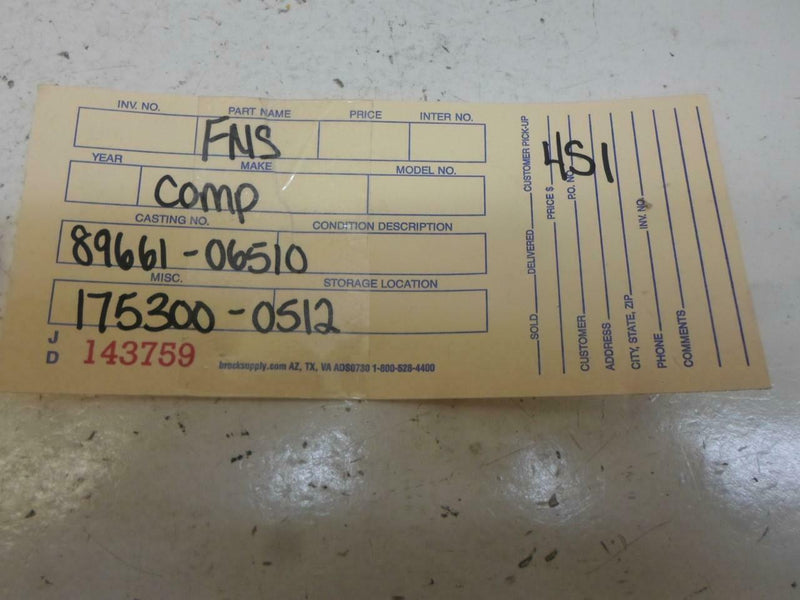 INV. NO. PART NAME PRICE INTER NO.
FNS
YEAR MAKE MODEL NO.
Comp
CASTING NO. CONDITION DESCRIPTION
89661-06510
MISC. STORAGE LOCATION
175300-0512
JD 143759
brocksupply.com AZ, TX, VA ADS0730 1-800-528-4400
4S1
SOLD DELIVERED CUSTOMER PICK-UP
PRICE $
P.O. NO.
CUSTOMER
ADDRESS
CITY, STATE, ZIP INV. NO.
PHONE
COMMENTS